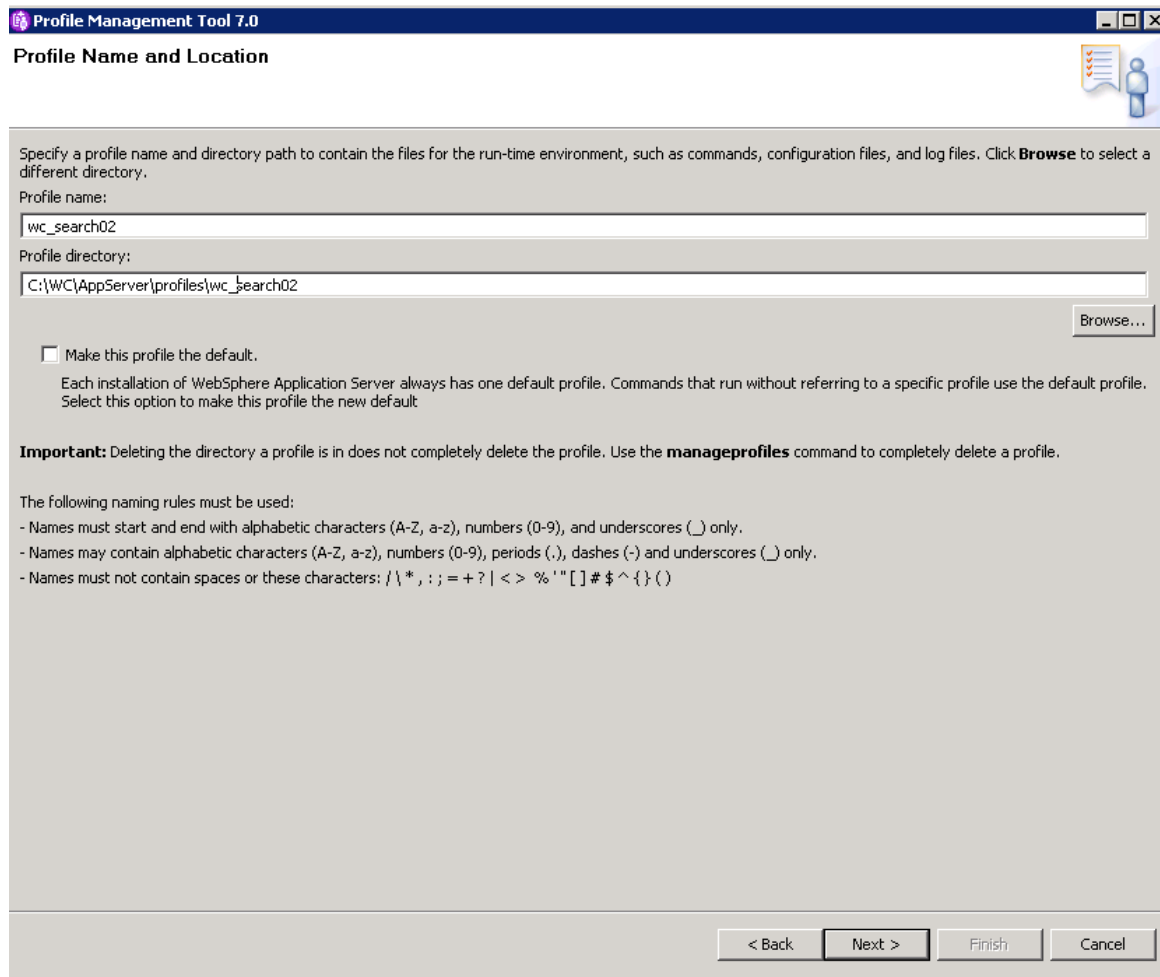 Profile Management Tool 7.0
Profile Name and Location
Specify a profile name and directory path to contain the files for the run-time environment, such as commands, configuration files, and log files. Click Browse to select a
different directory.
Profile name:
wc_search02
Profile directory:
C:\WC\AppServer\profiles\wc_search02
Browse...
Make this profile the default.
Each installation of WebSphere Application Server always has one default profile. Commands that run without referring to a specific profile use the default profile.
Select this option to make this profile the new default
Important: Deleting the directory a profile is in does not completely delete the profile. Use the manageprofiles command to completely delete a profile.
The following naming rules must be used:
- Names must start and end with alphabetic characters (A-Z, a-z), numbers (0-9), and underscores (_) only.
- Names may contain alphabetic characters (A-Z, a-z), numbers (0-9), periods (.), dashes (-) and underscores (_) only.
- Names must not contain spaces or these characters: / \ * , : ; = + ? | < > % ' " [ ] # $ ^ { } ( )
< Back Next > Finish Cancel